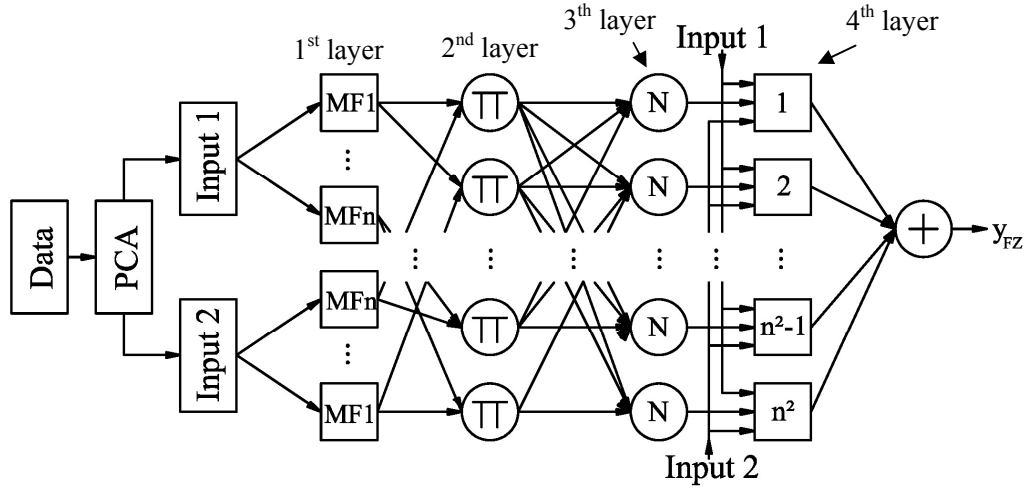 Data
PCA
Input 1
Input 2
1st layer
MF1
...
MFn
MFn
...
MF1
2nd layer
∏
∏
...
∏
∏
...
...
3th layer
N
N
...
N
N
Input 1
...
Input 2
4th layer
1
2
...
n²-1
n²
+
yFZ